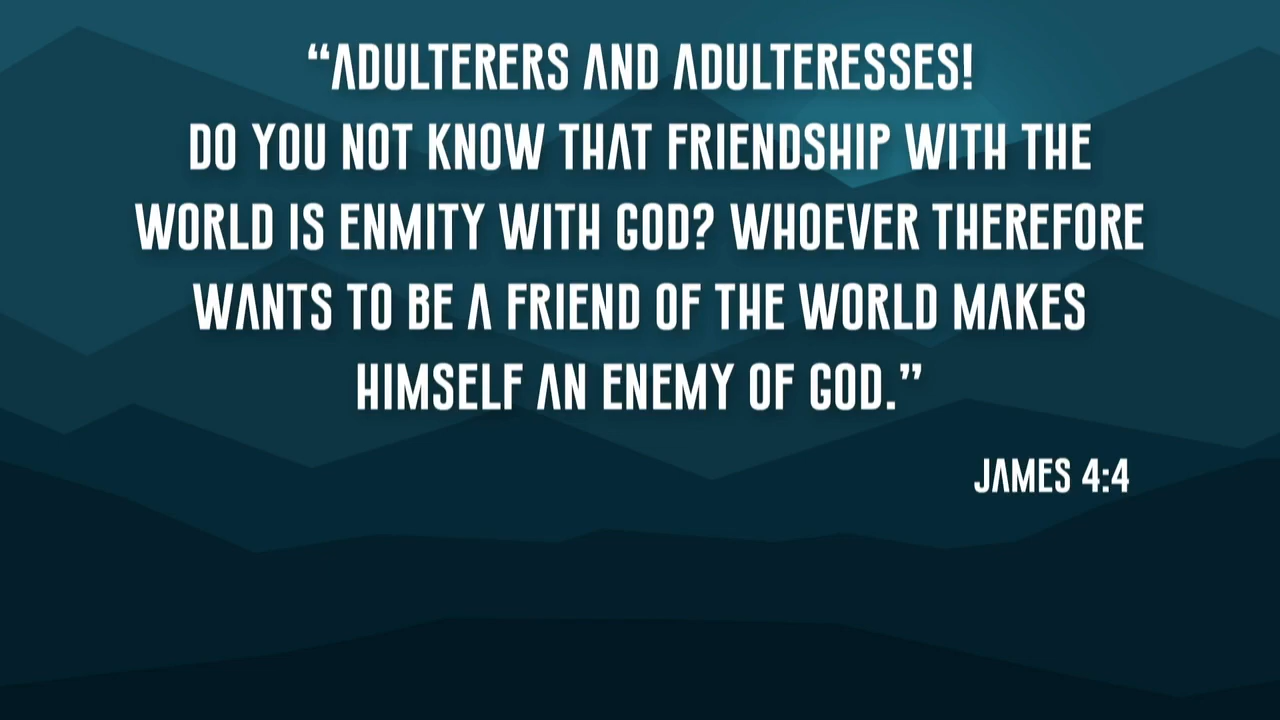 “ADULTERERS AND ADULTERESSES!
DO YOU NOT KNOW THAT FRIENDSHIP WITH THE
WORLD IS ENMITY WITH GOD? WHOEVER THEREFORE
WANTS TO BE A FRIEND OF THE WORLD MAKES
HIMSELF AN ENEMY OF GOD.”
JAMES 4:4